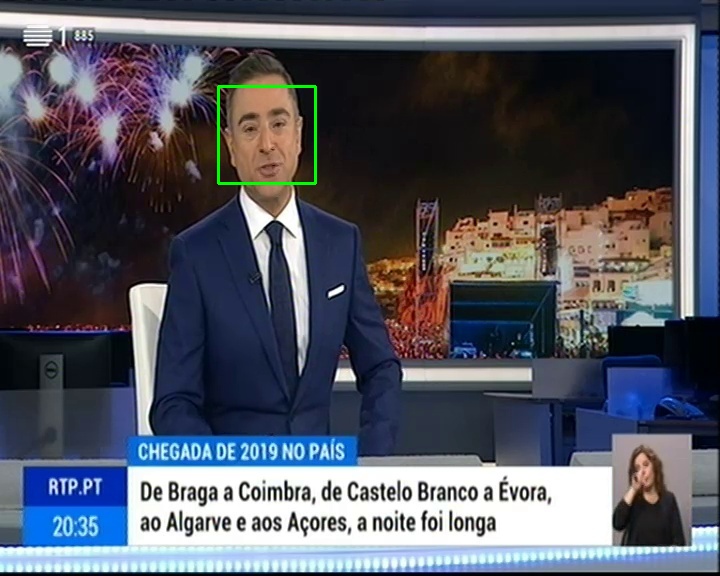 1 885
CHEGADA DE 2019 NO PAÍS
RTP.PT
20:35
De Braga a Coimbra, de Castelo Branco a Évora,
ao Algarve e aos Açores, a noite foi longa
DELL